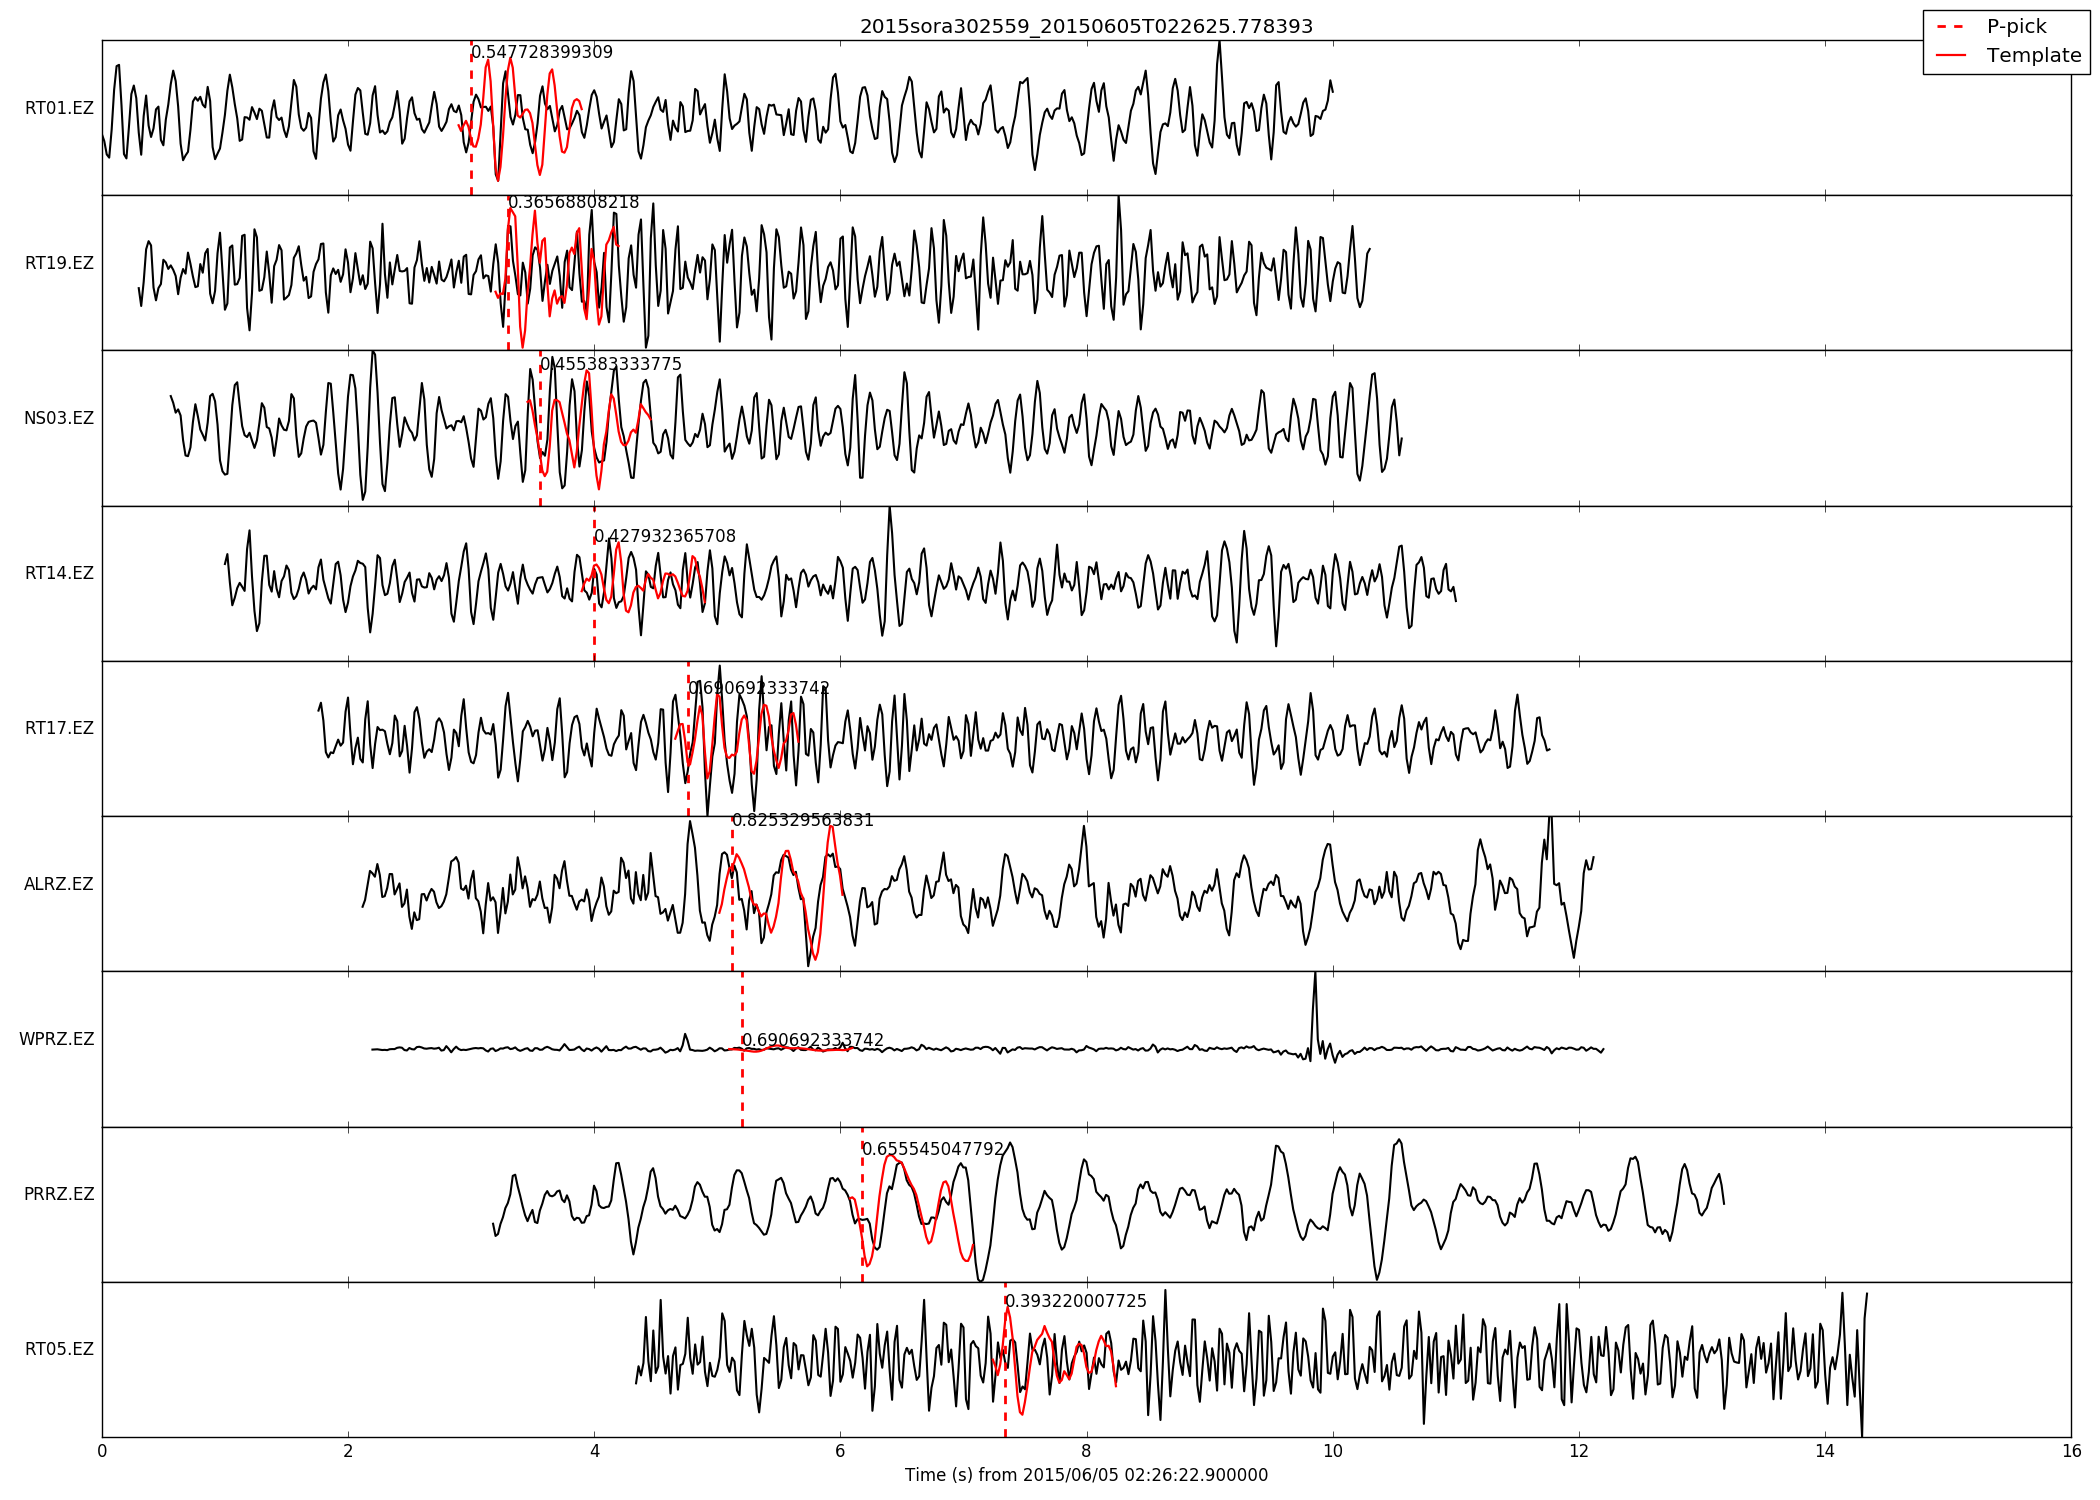 2015sora302559_20150605T022625.778393
P-pick
Template
RT01.EZ
0.547728399309
RT19.EZ
0.36568808218
NS03.EZ
0.455383333775
RT14.EZ
0.427932365708
RT17.EZ
0.690692333742
ALRZ.EZ
0.825329563831
WPRZ.EZ
0.690692333742
PRRZ.EZ
0.655545047792
RT05.EZ
0.393220007725
0 2 4 6 8 10 12 14 16
Time (s) from 2015/06/05 02:26:22.900000